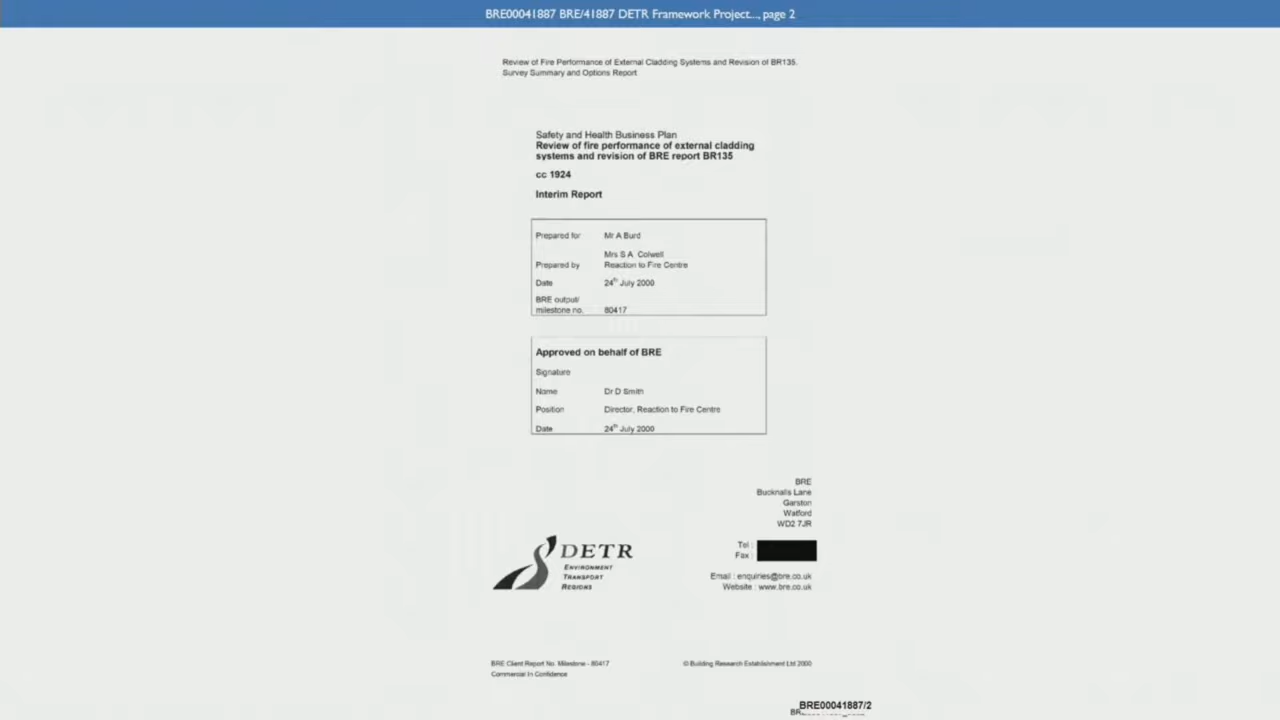 BRE00041887 BRE/41887 DETR Framework Project..., page 2
Review of Fire Performance of External Cladding Systems and Revision of BR135.
Survey Summary and Options Report
Safety and Health Business Plan
Review of fire performance of external cladding
systems and revision of BRE report BR135
cc 1924
Interim Report
Prepared for Mr A Burd
Mrs S A Colwell
Prepared by Reaction to Fire Centre
Date 24th July 2000
BRE output/
milestone no. 80417
Approved on behalf of BRE
Signature
Name Dr D Smith
Position Director, Reaction to Fire Centre
Date 24th July 2000
BRE
Bucknalls Lane
Garston
Watford
WD2 7JR
Tel :
Fax :
Email : enquiries@bre.co.uk
Website : www.bre.co.uk
DETR
ENVIRONMENT
TRANSPORT
REGIONS
BRE Client Report No. Milestone - 80417
Commercial In Confidence
© Building Research Establishment Ltd 2000
BRE00041887/2